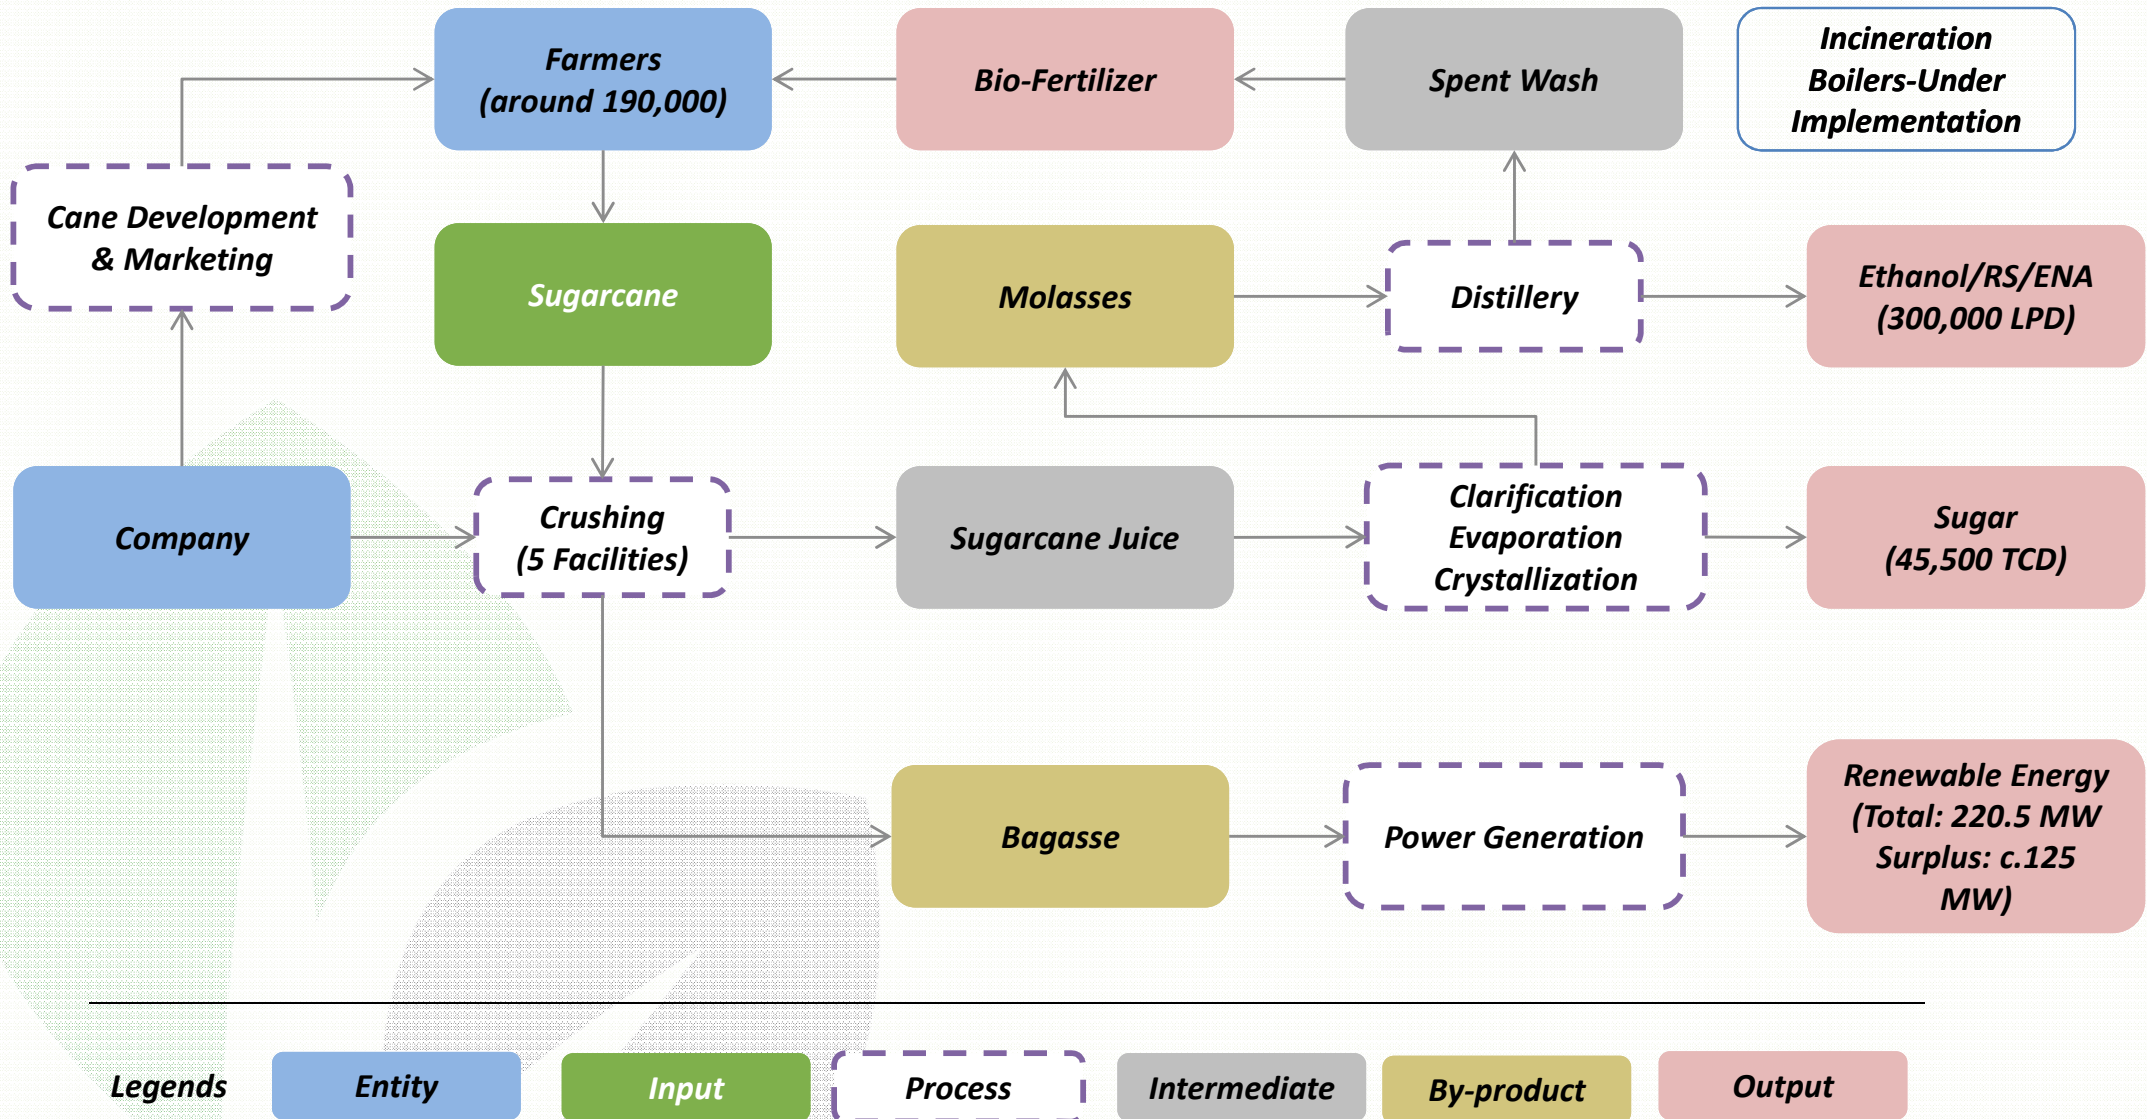 Farmers
(around 190,000)
Bio-Fertilizer
Spent Wash
Incineration
Boilers-Under
Implementation
Cane Development
& Marketing
Sugarcane
Molasses
Distillery
Ethanol/RS/ENA
(300,000 LPD)
Company
Crushing
(5 Facilities)
Sugarcane Juice
Clarification
Evaporation
Crystallization
Sugar
(45,500 TCD)
Bagasse
Power Generation
Renewable Energy
(Total: 220.5 MW
Surplus: c.125
MW)
Legends
Entity
Input
Process
Intermediate
By-product
Output